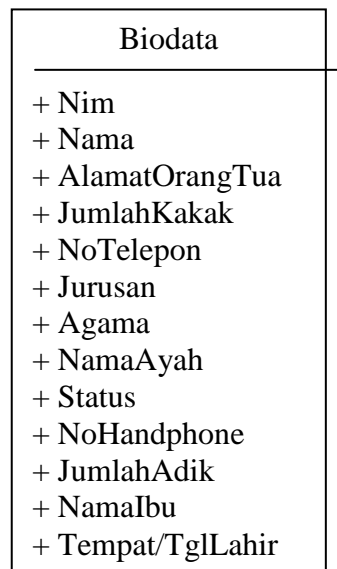 Biodata
+ Nim
+ Nama
+ AlamatOrangTua
+ JumlahKakak
+ NoTelepon
+ Jurusan
+ Agama
+ NamaAyah
+ Status
+ NoHandphone
+ JumlahAdik
+ NamaIbu
+ Tempat/TglLahir